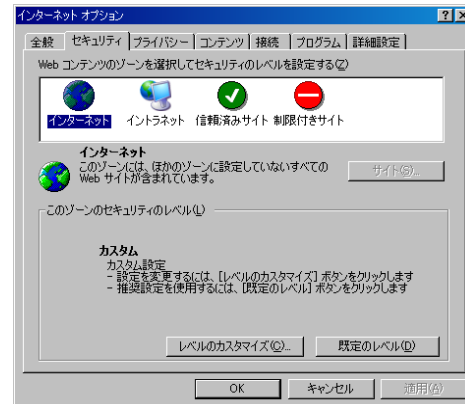 インターネット オプション
全般 セキュリティ プライバシー コンテンツ 接続 プログラム 詳細設定
Web コンテンツのゾーンを選択してセキュリティのレベルを設定する(Z)
インターネット イントラネット 信頼済みサイト 制限付きサイト
インターネット
このゾーンには、ほかのゾーンに設定していないすべての
Web サイトが含まれています。
サイト(S)...
このゾーンのセキュリティのレベル(L)
カスタム
カスタム設定
- 設定を変更するには、[レベルのカスタマイズ] ボタンをクリックします
- 推奨設定を使用するには、[既定のレベル] ボタンをクリックします
レベルのカスタマイズ(C)... 既定のレベル(D)
OK キャンセル 適用(A)